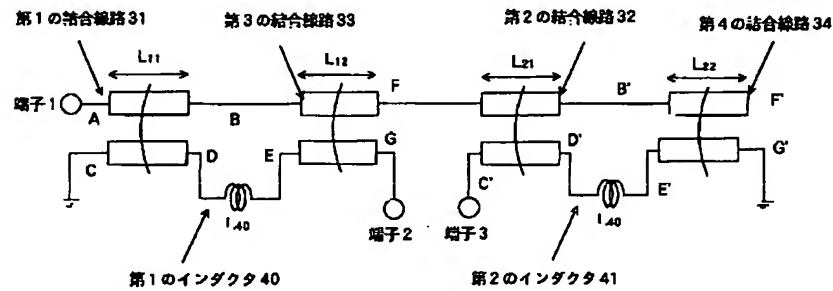 第1の結合線路31
第3の結合線路33
第2の結合線路32
第4の結合線路34
L11
L12
L21
L22
端子1
A
B
F
B'
F'
C
D
E
G
C'
D'
E'
G'
L40
L40
端子2
端子3
第1のインダクタ40
第2のインダクタ41